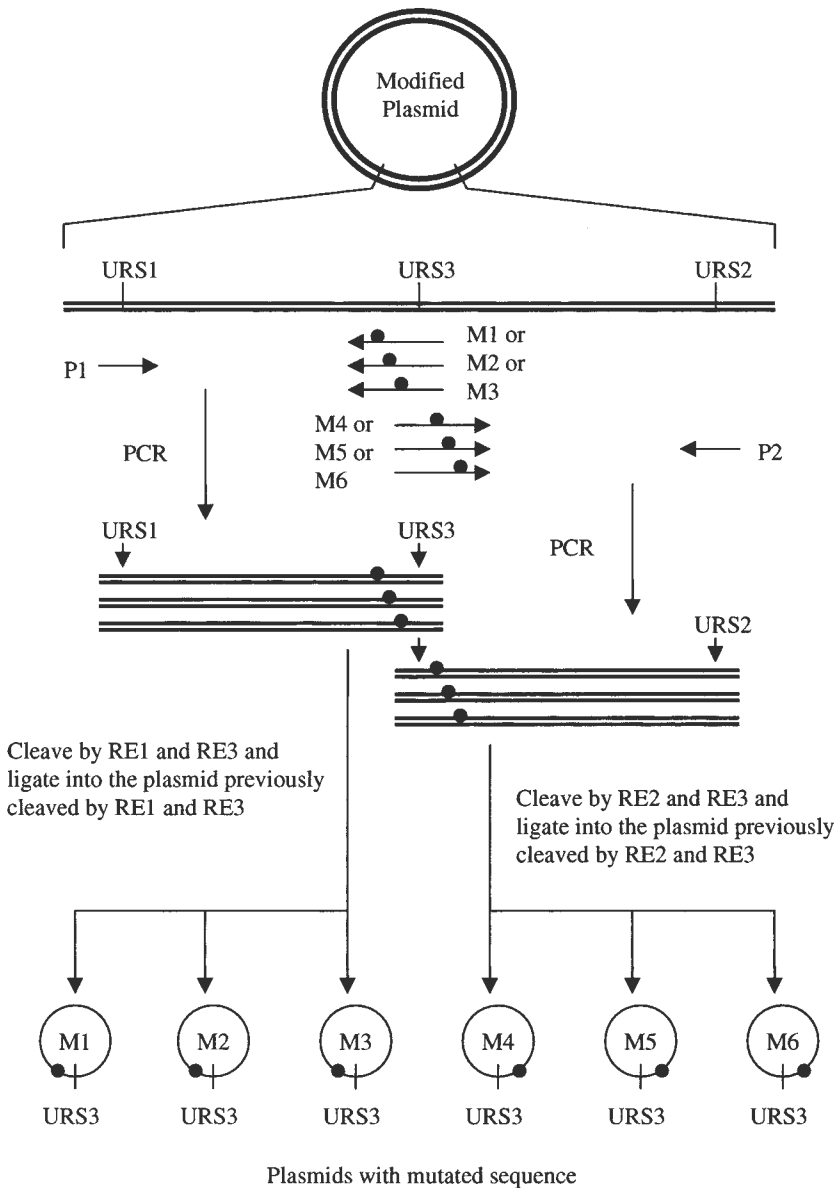 Modified
Plasmid
URS1
URS3
URS2
P1
M1 or
M2 or
M3
M4 or
M5 or
M6
P2
PCR
PCR
URS1
URS3
URS2
Cleave by RE1 and RE3 and
ligate into the plasmid previously
cleaved by RE1 and RE3
Cleave by RE2 and RE3 and
ligate into the plasmid previously
cleaved by RE2 and RE3
M1
M2
M3
M4
M5
M6
URS3
URS3
URS3
URS3
URS3
URS3
Plasmids with mutated sequence